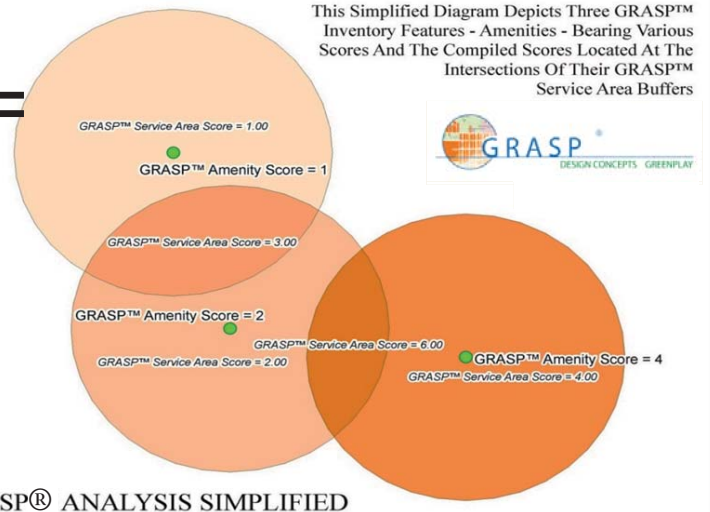 This Simplified Diagram Depicts Three GRASP™
Inventory Features - Amenities - Bearing Various
Scores And The Compiled Scores Located At The
Intersections Of Their GRASP™
Service Area Buffers
GRASP®
DESIGN CONCEPTS GREENPLAY
GRASP™ Service Area Score = 1.00
GRASP™ Amenity Score = 1
GRASP™ Service Area Score = 3.00
GRASP™ Amenity Score = 2
GRASP™ Service Area Score = 6.00
GRASP™ Service Area Score = 2.00
GRASP™ Amenity Score = 4
GRASP™ Service Area Score = 4.00
SP® ANALYSIS SIMPLIFIED